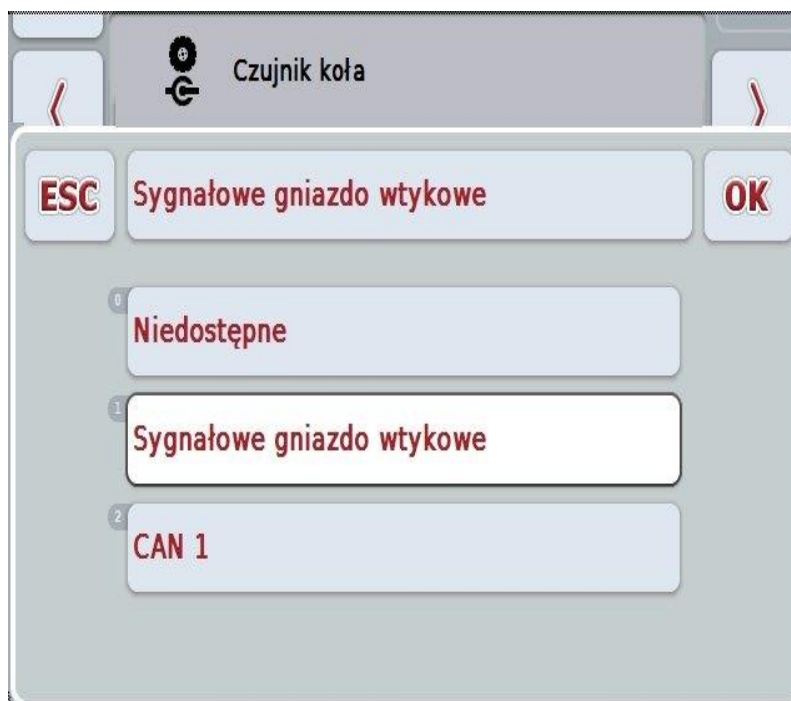 Czujnik koła
ESC
Sygnałowe gniazdo wtykowe
OK
0
Niedostępne
1
Sygnałowe gniazdo wtykowe
2
CAN 1